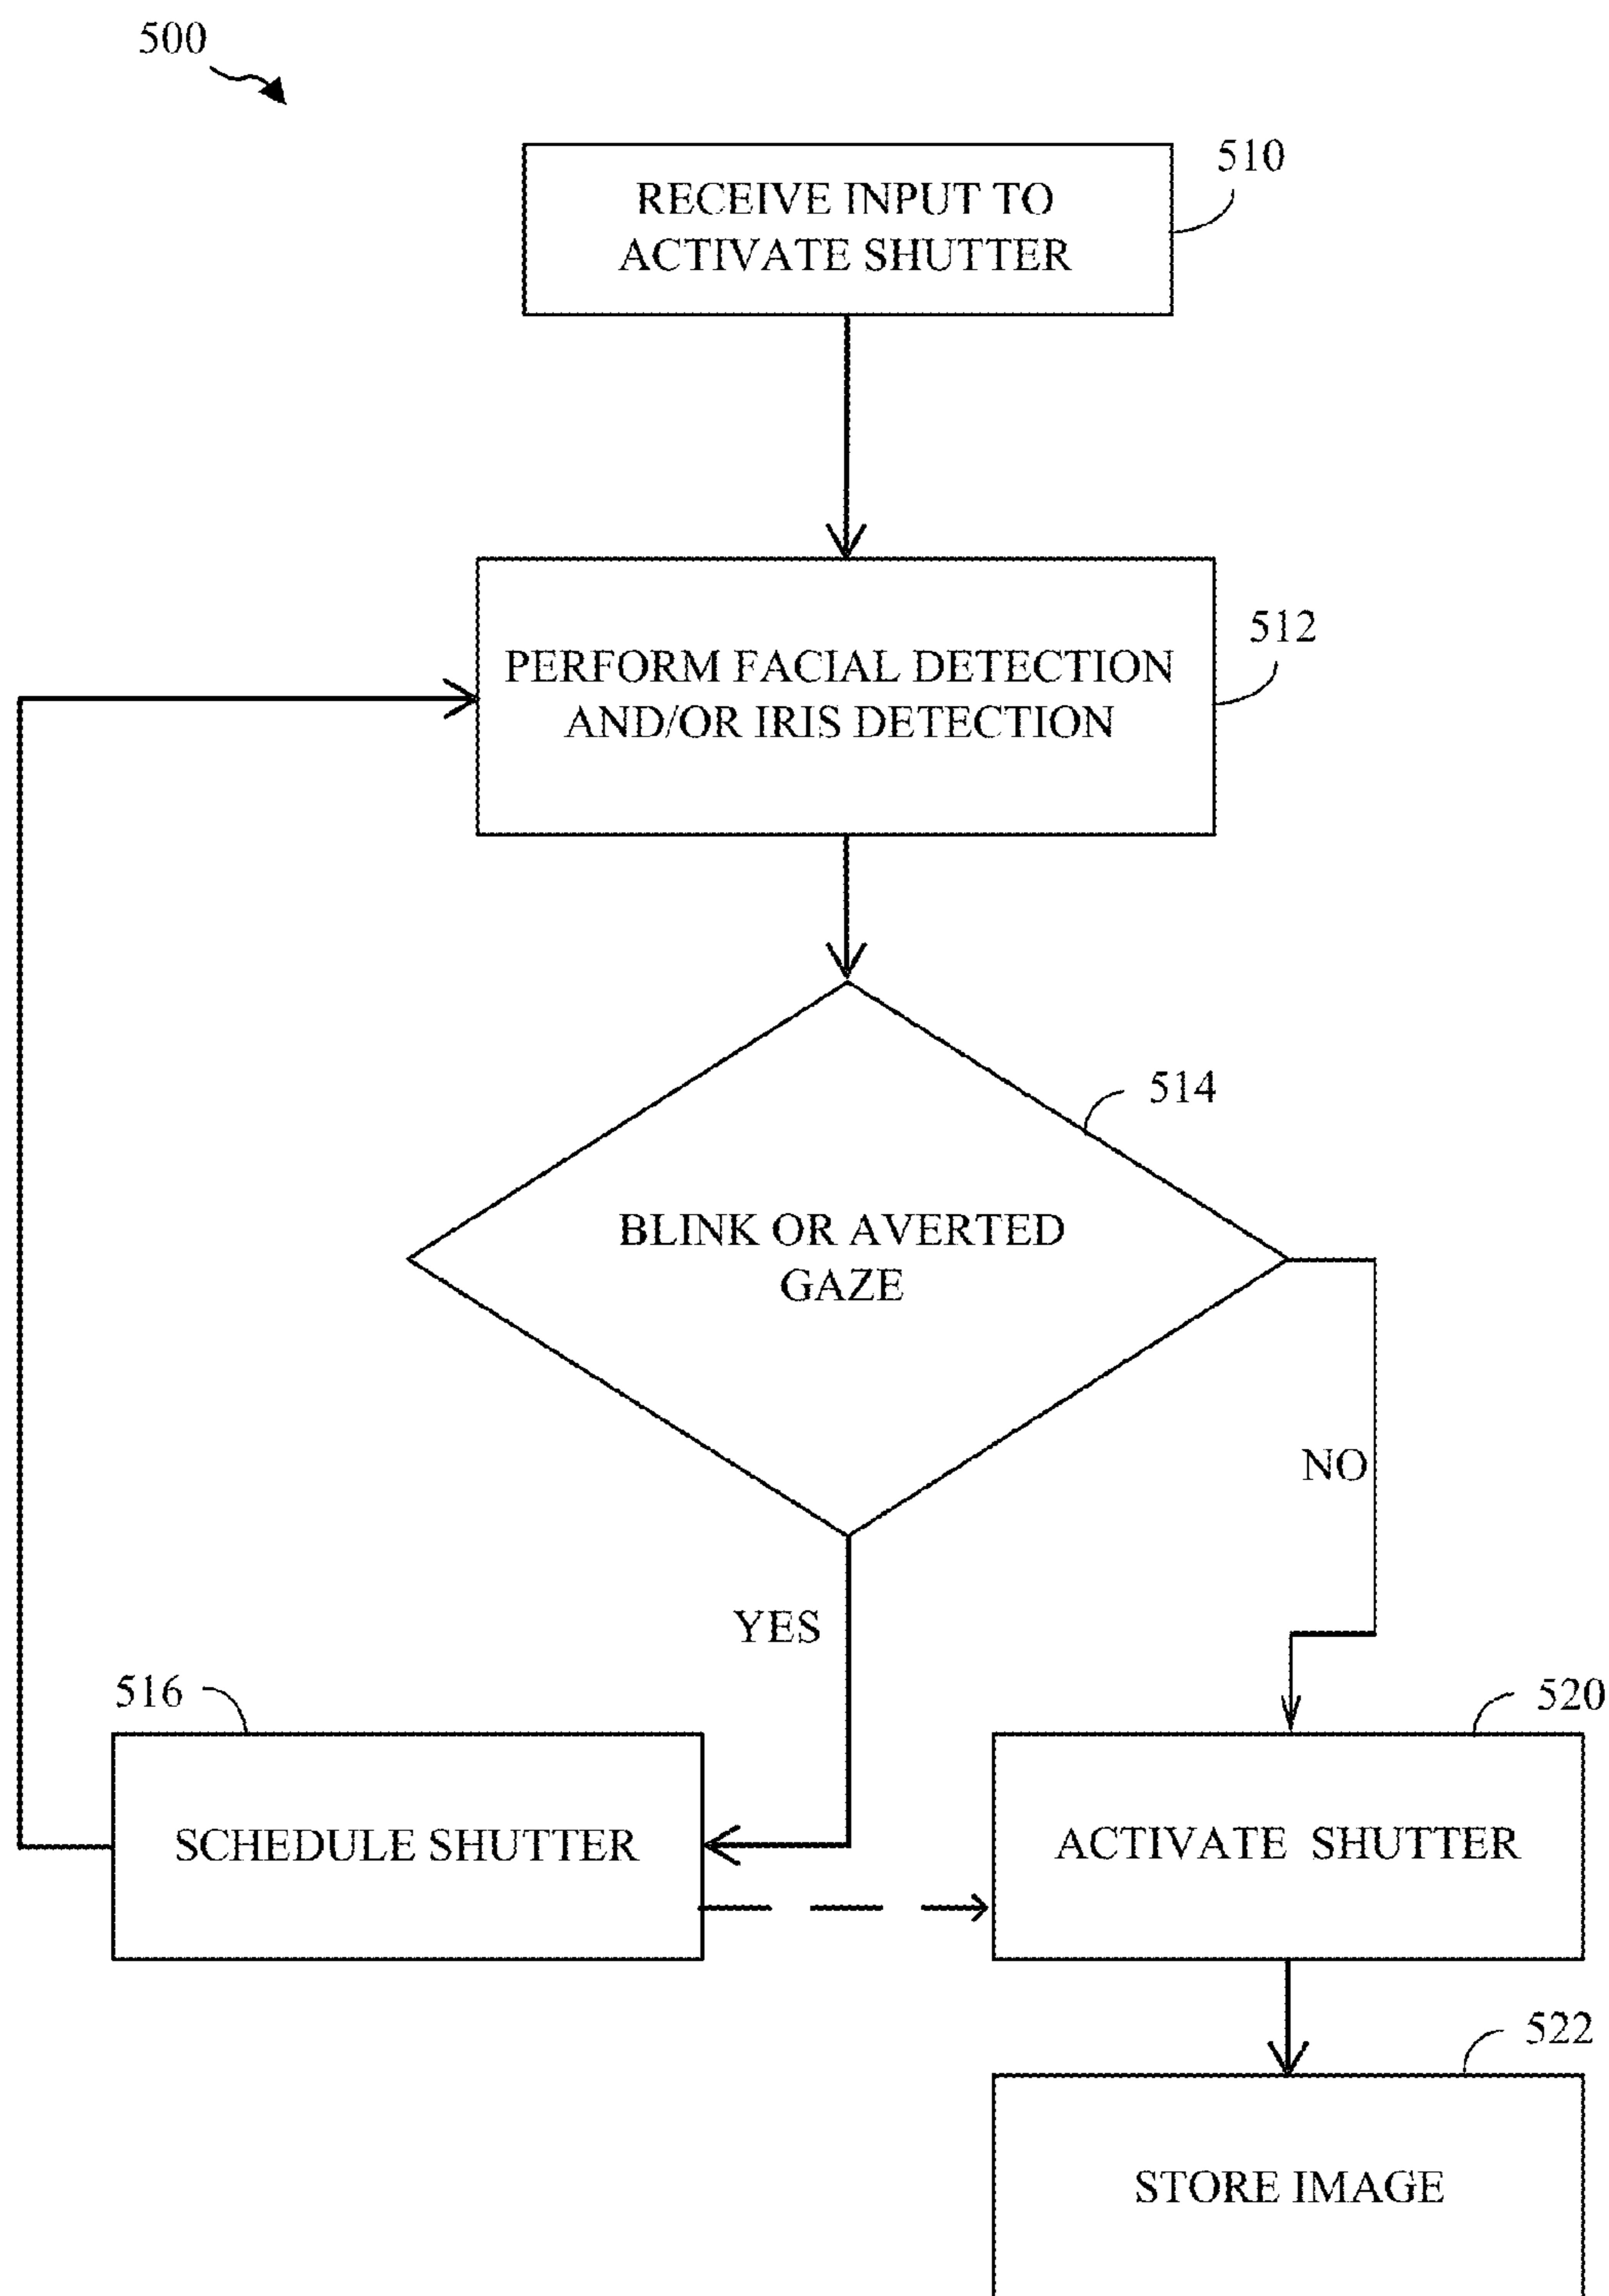 500
510
RECEIVE INPUT TO
ACTIVATE SHUTTER
512
PERFORM FACIAL DETECTION
AND/OR IRIS DETECTION
514
BLINK OR AVERTED
GAZE
NO
YES
516
520
SCHEDULE SHUTTER
ACTIVATE SHUTTER
522
STORE IMAGE